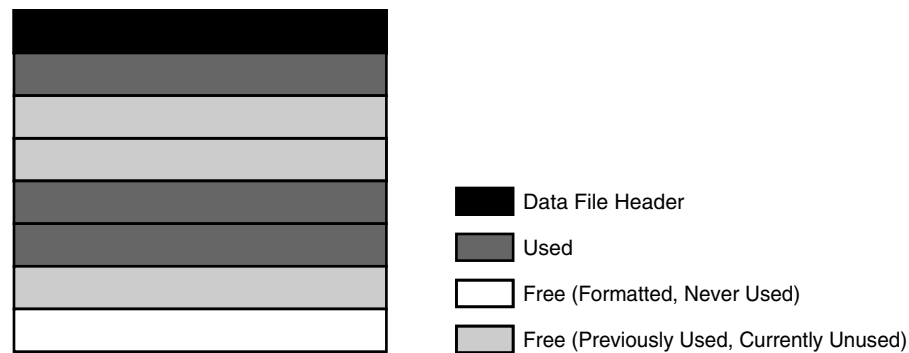 Data File Header
Used
Free (Formatted, Never Used)
Free (Previously Used, Currently Unused)